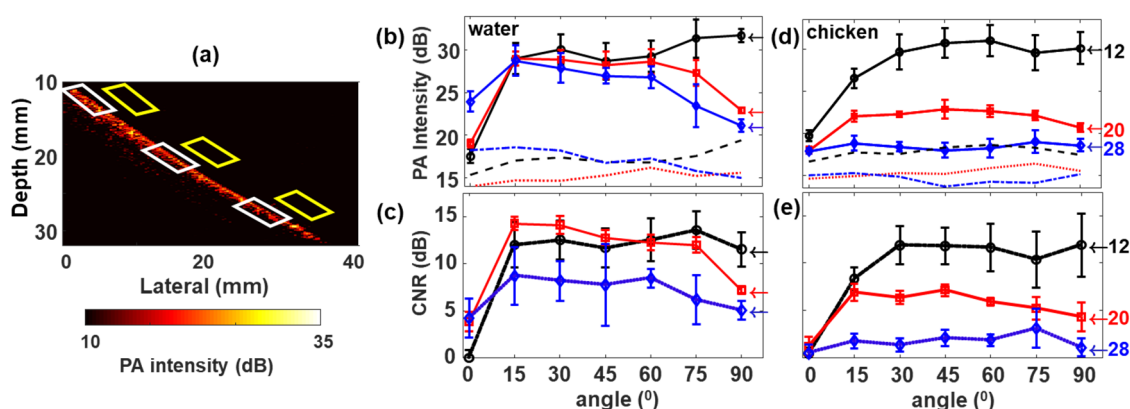 (a)
10
20
30
Depth (mm)
0
20
40
Lateral (mm)
10
35
PA intensity (dB)
(b)
water
30
25
20
15
PA Intensity (dB)
(d)
chicken
12
20
28
(c)
15
10
5
0
CNR (dB)
0 15 30 45 60 75 90
angle (⁰)
(e)
12
20
28
0 15 30 45 60 75 90
angle (⁰)